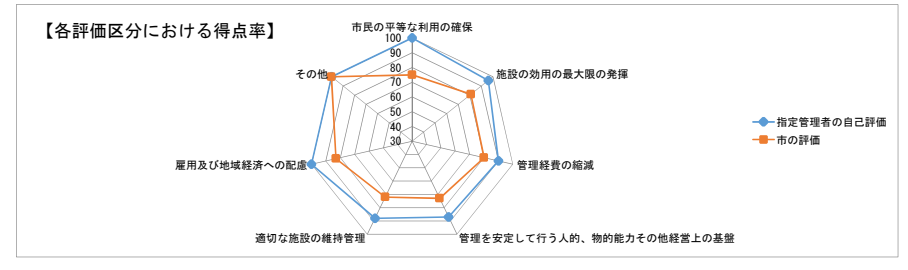 【各評価区分における得点率】
市民の平等な利用の確保
100
90
80
70
60
50
40
30
施設の効用の最大限の発揮
管理経費の縮減
管理を安定して行う人的、物的能力その他経営上の基盤
適切な施設の維持管理
雇用及び地域経済への配慮
その他
指定管理者の自己評価
市の評価